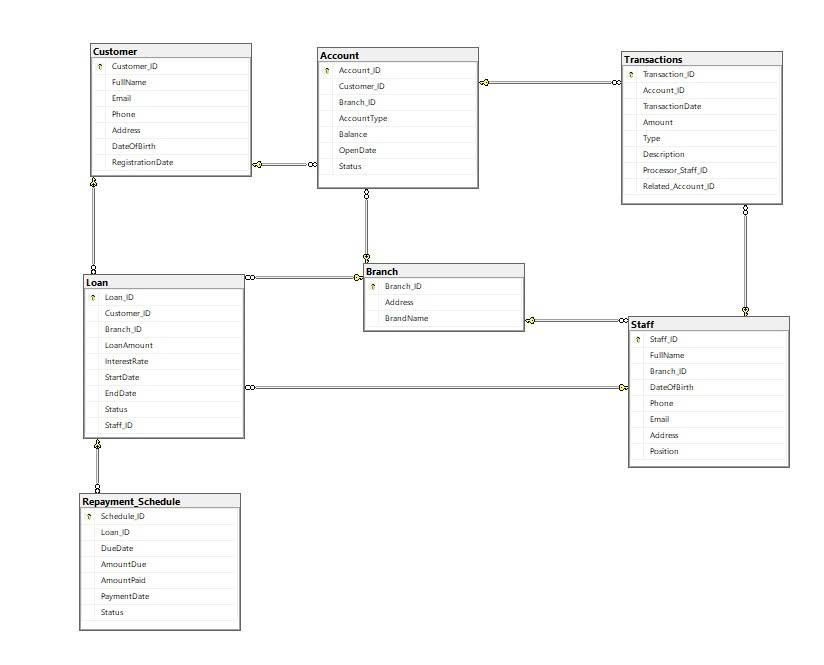 Customer
Customer_ID
FullName
Email
Phone
Address
DateOfBirth
RegistrationDate
Account
Account_ID
Customer_ID
Branch_ID
AccountType
Balance
OpenDate
Status
Transactions
Transaction_ID
Account_ID
TransactionDate
Amount
Type
Description
Processor_Staff_ID
Related_Account_ID
Loan
Loan_ID
Customer_ID
Branch_ID
LoanAmount
InterestRate
StartDate
EndDate
Status
Staff_ID
Branch
Branch_ID
Address
BrandName
Staff
Staff_ID
FullName
Branch_ID
DateOfBirth
Phone
Email
Address
Position
Repayment_Schedule
Schedule_ID
Loan_ID
DueDate
AmountDue
AmountPaid
PaymentDate
Status